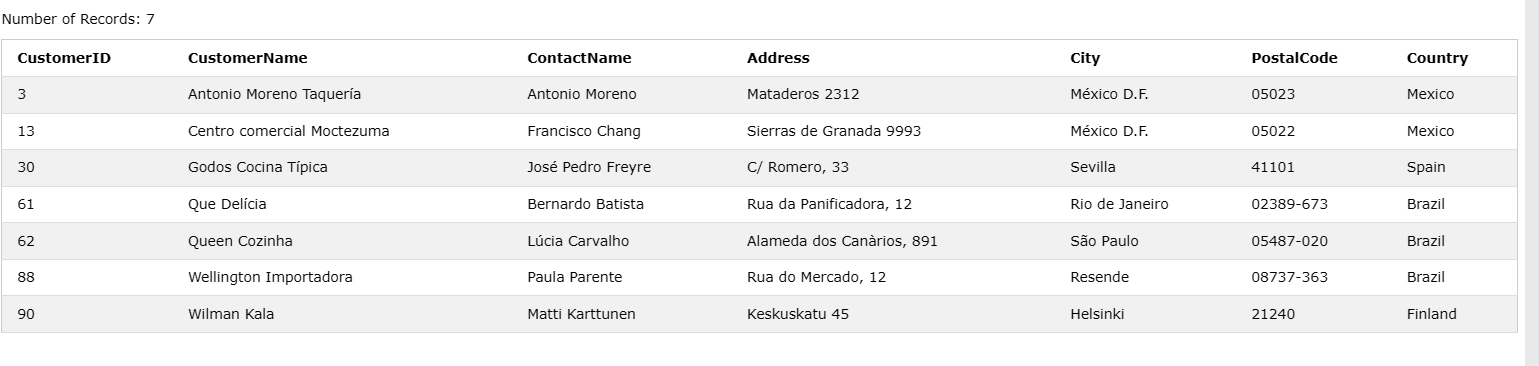 Number of Records: 7
CustomerID CustomerName ContactName Address City PostalCode Country
3 Antonio Moreno Taquería Antonio Moreno Mataderos 2312 México D.F. 05023 Mexico
13 Centro comercial Moctezuma Francisco Chang Sierras de Granada 9993 México D.F. 05022 Mexico
30 Godos Cocina Típica José Pedro Freyre C/ Romero, 33 Sevilla 41101 Spain
61 Que Delícia Bernardo Batista Rua da Panificadora, 12 Rio de Janeiro 02389-673 Brazil
62 Queen Cozinha Lúcia Carvalho Alameda dos Canàrios, 891 São Paulo 05487-020 Brazil
88 Wellington Importadora Paula Parente Rua do Mercado, 12 Resende 08737-363 Brazil
90 Wilman Kala Matti Karttunen Keskuskatu 45 Helsinki 21240 Finland